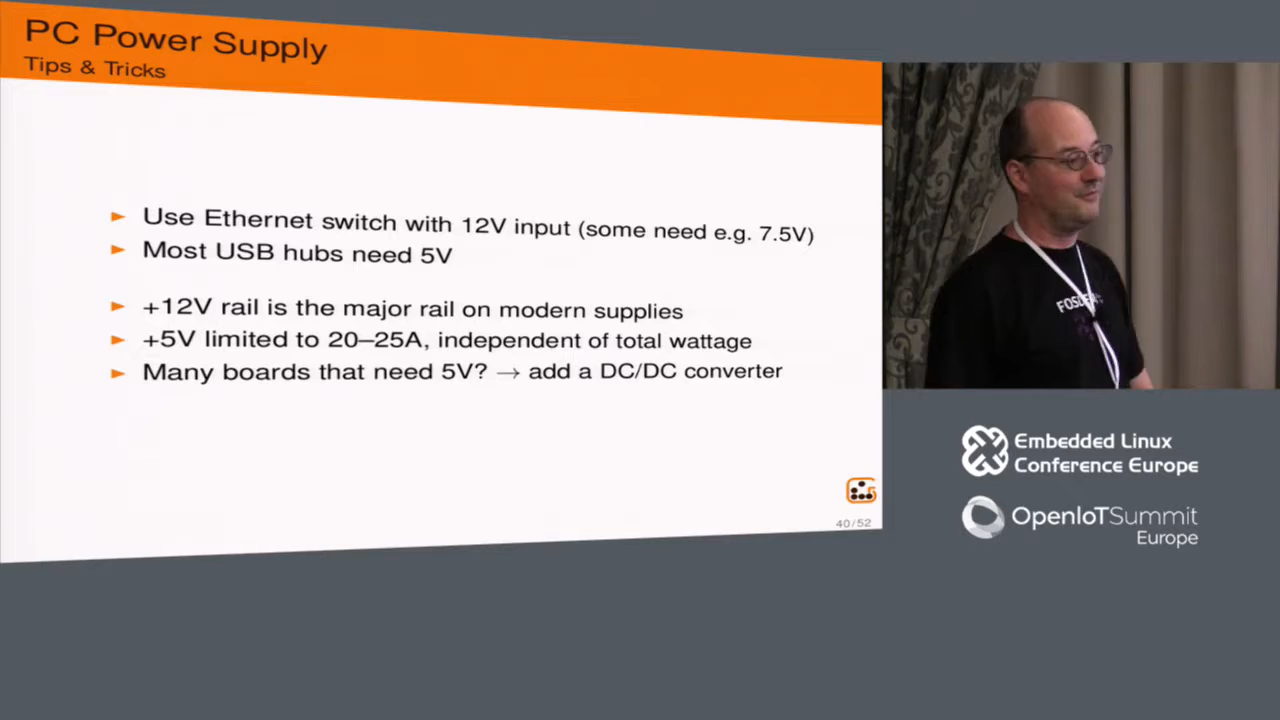 PC Power Supply
Tips & Tricks
► Use Ethernet switch with 12V input (some need e.g. 7.5V)
► Most USB hubs need 5V
► +12V rail is the major rail on modern supplies
► +5V limited to 20–25A, independent of total wattage
► Many boards that need 5V? → add a DC/DC converter
40/52
Embedded Linux
Conference Europe
OpenIoTSummit
Europe